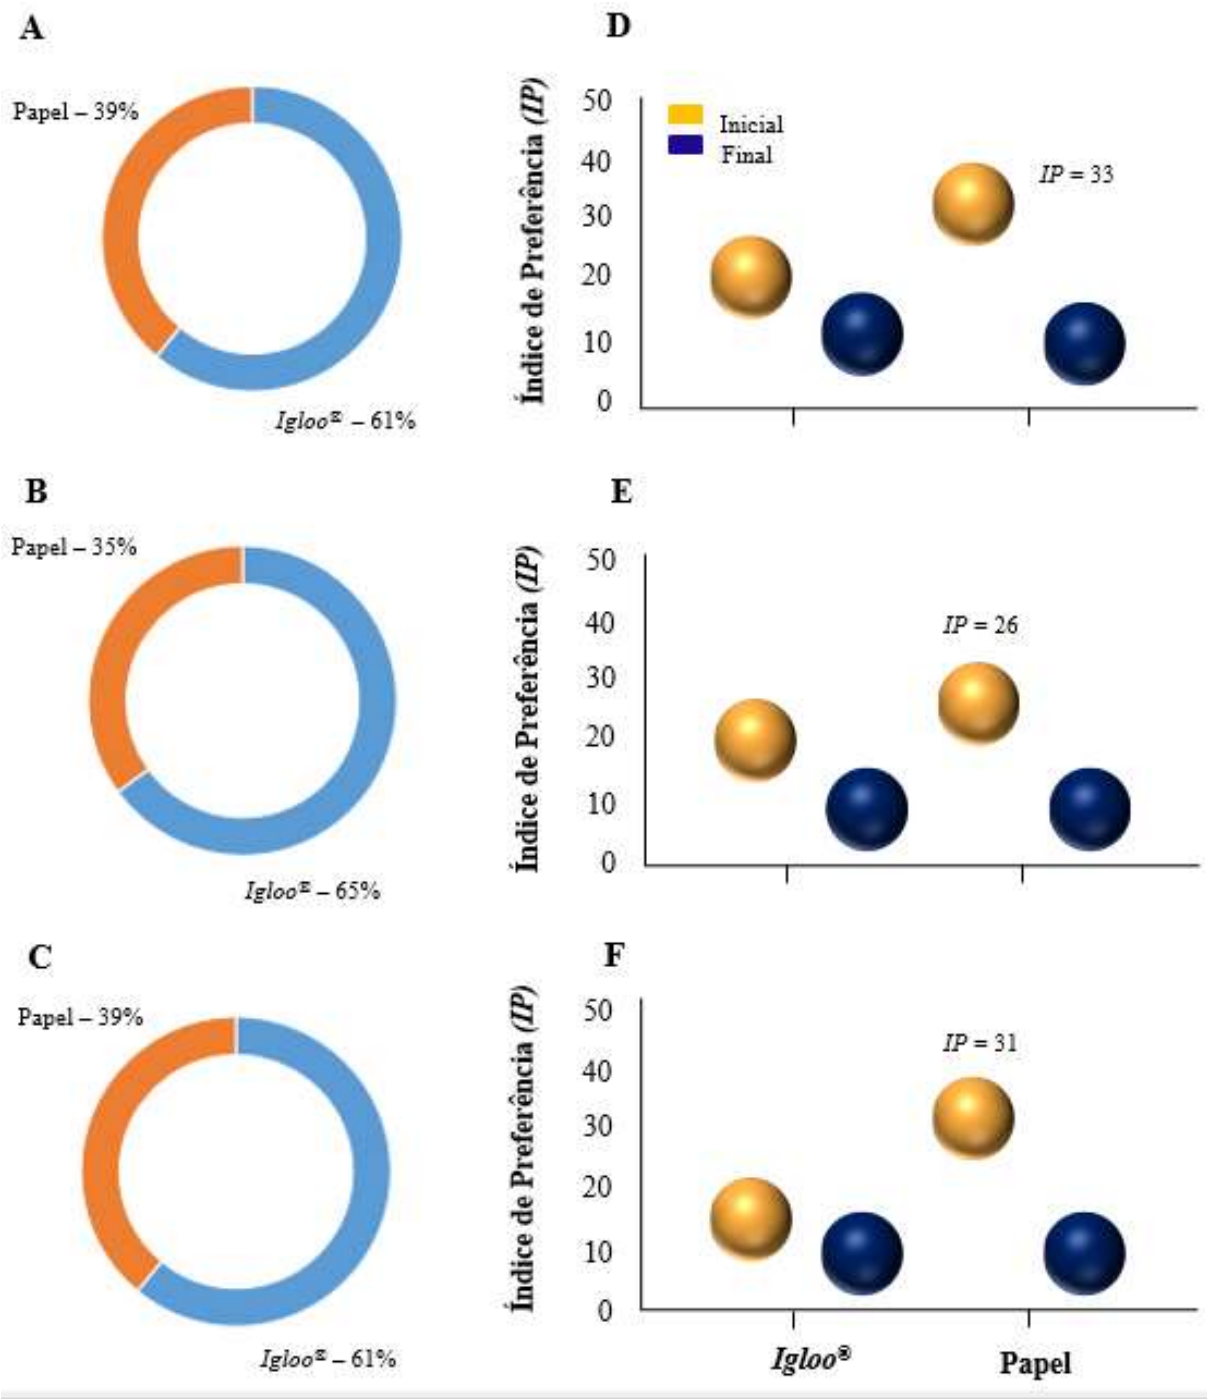 A
Papel – 39%
Igloo® – 61%
D
Índice de Preferência (IP)
50
40
30
20
10
0
Inicial
Final
IP = 33
B
Papel – 35%
Igloo® – 65%
E
Índice de Preferência (IP)
50
40
30
20
10
0
IP = 26
C
Papel – 39%
Igloo® – 61%
F
Índice de Preferência (IP)
50
40
30
20
10
0
IP = 31
Igloo®
Papel